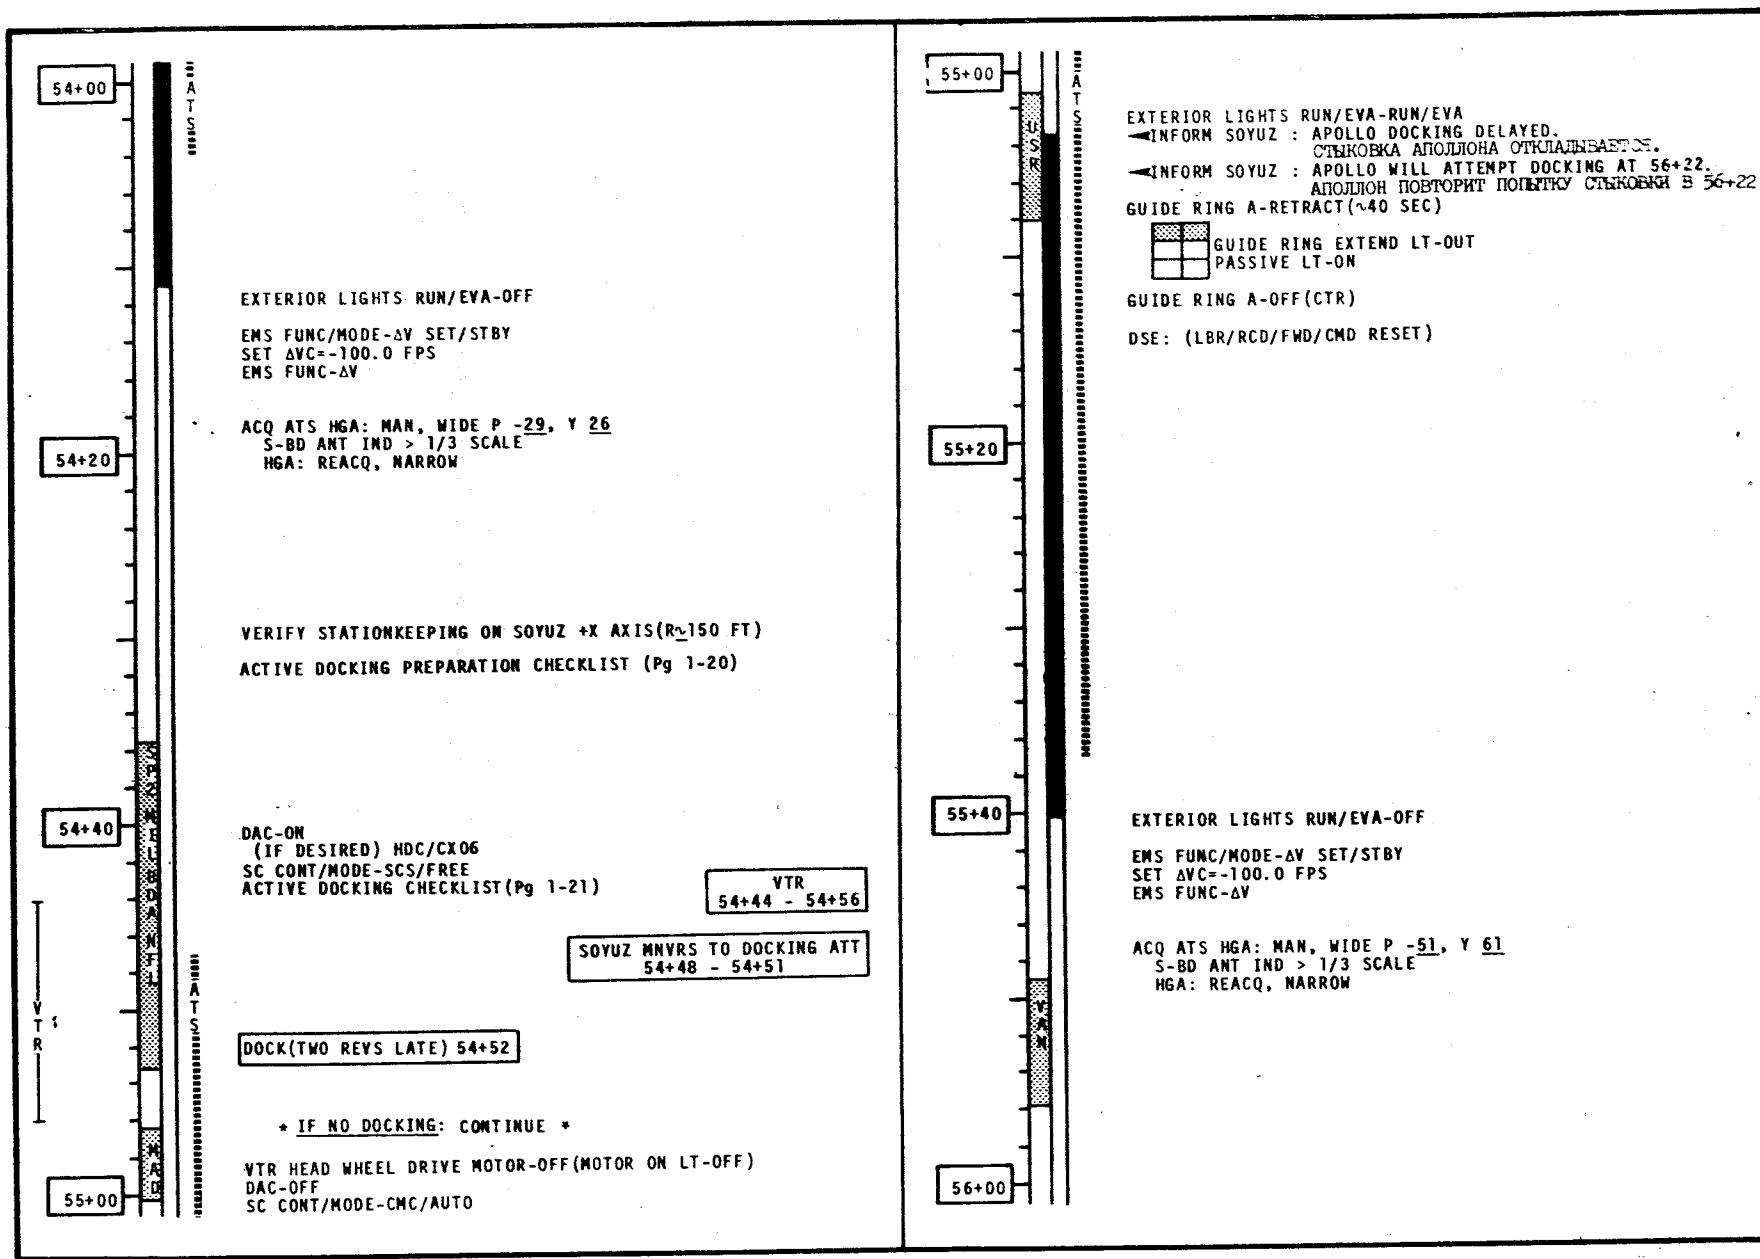 54+00
ATS
EXTERIOR LIGHTS RUN/EVA-OFF
EMS FUNC/MODE-ΔV SET/STBY
SET ΔVC=-100.0 FPS
EMS FUNC-ΔV
ACQ ATS HGA: MAN, WIDE P -29, Y 26
S-BD ANT IND > 1/3 SCALE
54+20
HGA: REACQ, NARROW
VERIFY STATIONKEEPING ON SOYUZ +X AXIS(R~150 FT)
ACTIVE DOCKING PREPARATION CHECKLIST (Pg 1-20)
54+40
DAC-ON
(IF DESIRED) HDC/CX06
SC CONT/MODE-SCS/FREE
ACTIVE DOCKING CHECKLIST(Pg 1-21)
VTR
54+44 - 54+56
SOYUZ MNVRS TO DOCKING ATT
54+48 - 54+51
ATS
VTR
DOCK(TWO REVS LATE) 54+52
* IF NO DOCKING: CONTINUE *
MAD
VTR HEAD WHEEL DRIVE MOTOR-OFF(MOTOR ON LT-OFF)
DAC-OFF
55+00
SC CONT/MODE-CMC/AUTO
55+00
ATS
USR
EXTERIOR LIGHTS RUN/EVA-RUN/EVA
INFORM SOYUZ : APOLLO DOCKING DELAYED.
СТЫКОВКА АПОЛЛОНА ОТКЛАДЫВАЕТСЯ.
INFORM SOYUZ : APOLLO WILL ATTEMPT DOCKING AT 56+22.
АПОЛЛОН ПОВТОРИТ ПОПЫТКУ СТЫКОВКИ В 56+22
GUIDE RING A-RETRACT(~40 SEC)
GUIDE RING EXTEND LT-OUT
PASSIVE LT-ON
GUIDE RING A-OFF(CTR)
DSE: (LBR/RCD/FWD/CMD RESET)
55+20
55+40
EXTERIOR LIGHTS RUN/EVA-OFF
EMS FUNC/MODE-ΔV SET/STBY
SET ΔVC=-100.0 FPS
EMS FUNC-ΔV
ACQ ATS HGA: MAN, WIDE P -51, Y 61
S-BD ANT IND > 1/3 SCALE
HGA: REACQ, NARROW
VAN
56+00